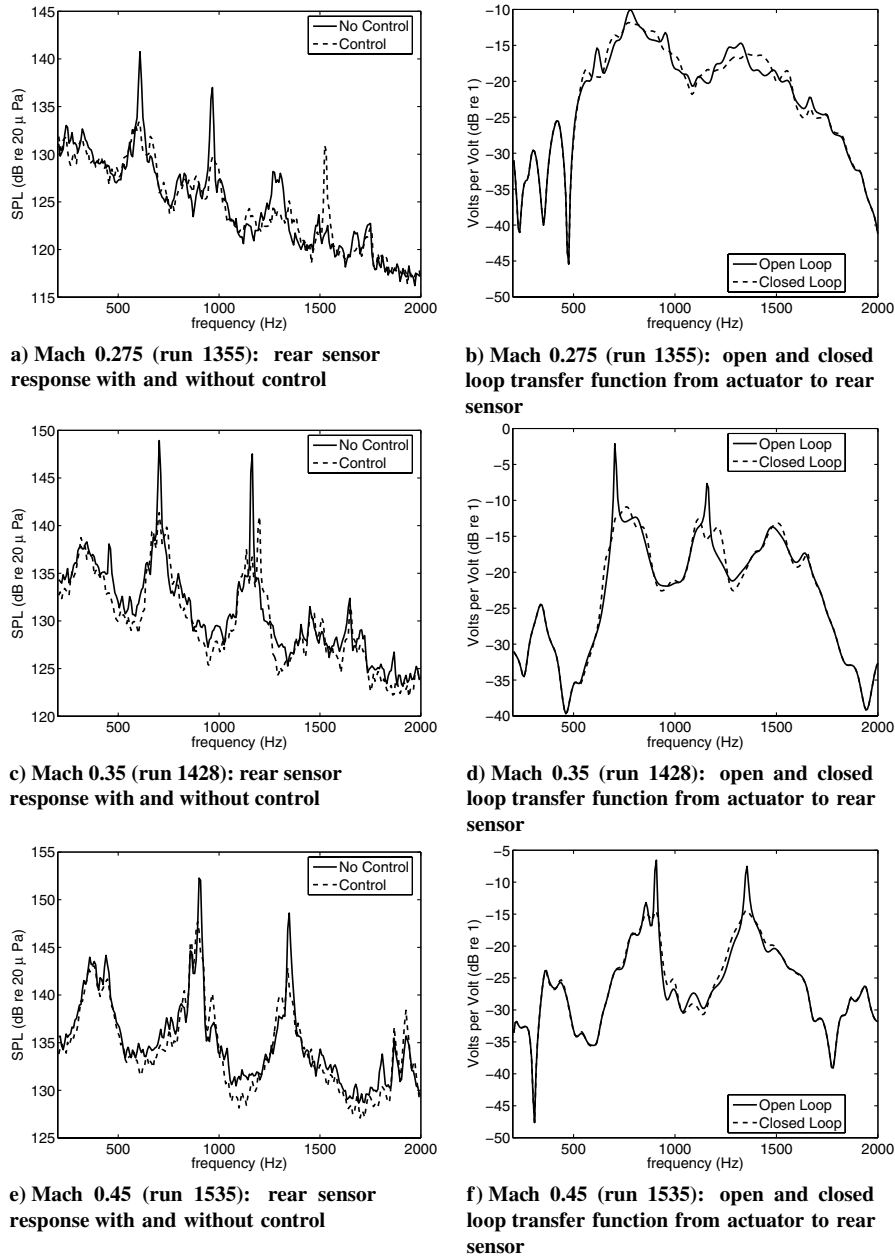 145
140
135
130
125
120
115
SPL (dB re 20 μ Pa)
No Control
Control
500
1000
1500
2000
frequency (Hz)
a) Mach 0.275 (run 1355): rear sensor
response with and without control
−10
−15
−20
−25
−30
−35
−40
−45
−50
Volts per Volt (dB re 1)
Open Loop
Closed Loop
500
1000
1500
2000
frequency (Hz)
b) Mach 0.275 (run 1355): open and closed
loop transfer function from actuator to rear
sensor
150
145
140
135
130
125
120
SPL (dB re 20 μ Pa)
No Control
Control
500
1000
1500
2000
frequency (Hz)
c) Mach 0.35 (run 1428): rear sensor
response with and without control
0
−5
−10
−15
−20
−25
−30
−35
−40
Volts per Volt (dB re 1)
Open Loop
Closed Loop
500
1000
1500
2000
frequency (Hz)
d) Mach 0.35 (run 1428): open and closed
loop transfer function from actuator to rear
sensor
155
150
145
140
135
130
125
SPL (dB re 20 μ Pa)
No Control
Control
500
1000
1500
2000
frequency (Hz)
e) Mach 0.45 (run 1535): rear sensor
response with and without control
−5
−10
−15
−20
−25
−30
−35
−40
−45
−50
Volts per Volt (dB re 1)
Open Loop
Closed Loop
500
1000
1500
2000
frequency (Hz)
f) Mach 0.45 (run 1535): open and closed
loop transfer function from actuator to rear
sensor